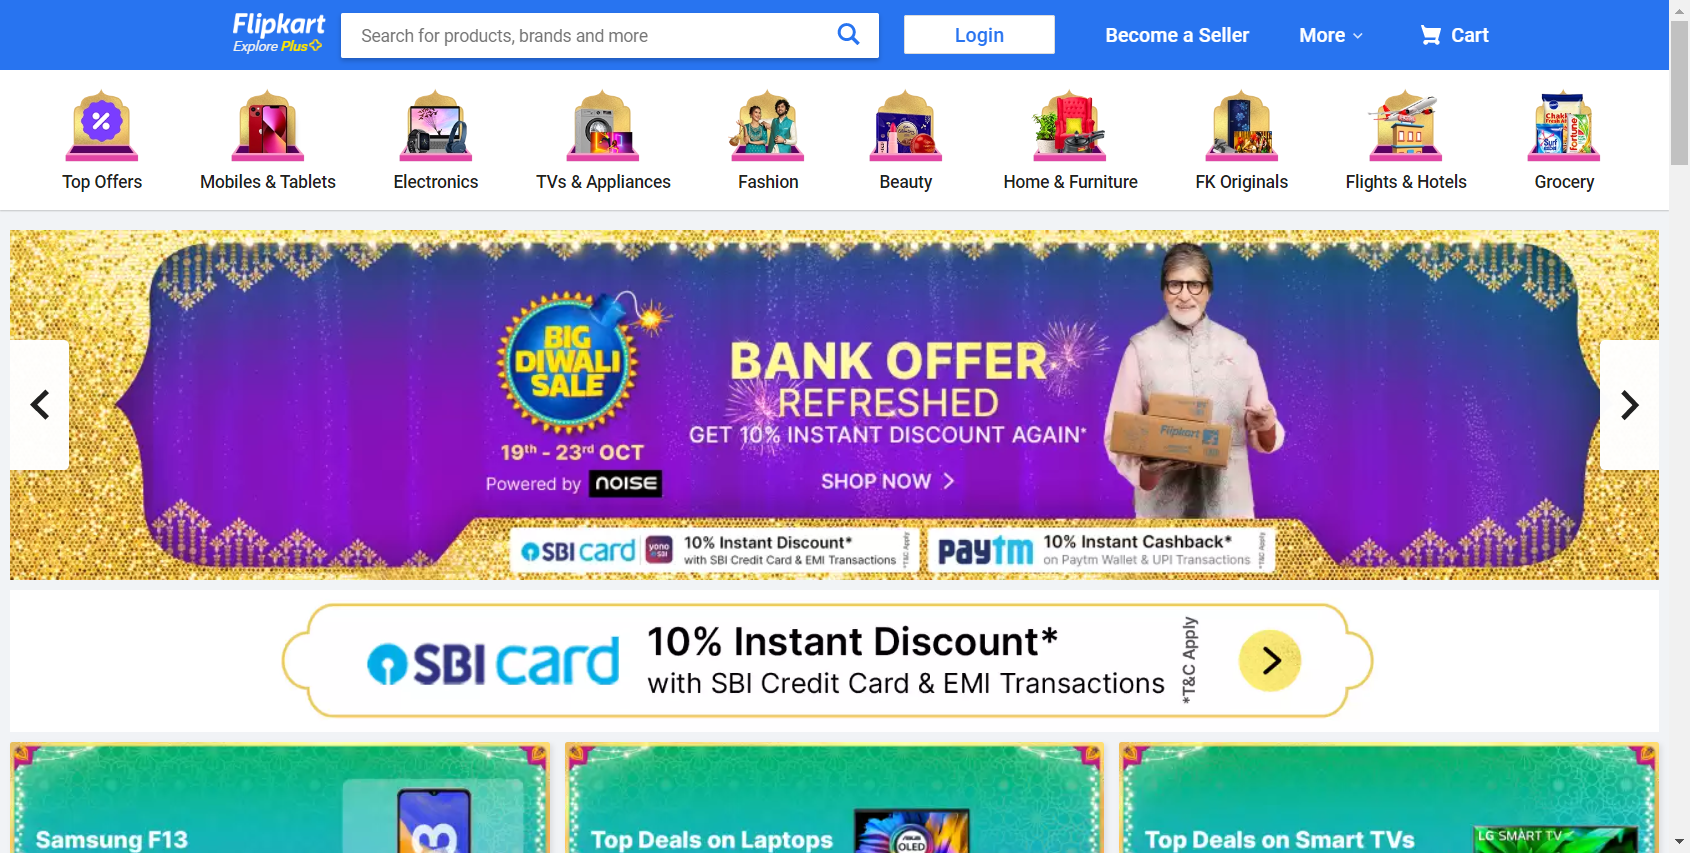 Flipkart
Explore Plus
Search for products, brands and more
Login
Become a Seller
More
Cart
Top Offers
Mobiles & Tablets
Electronics
TVs & Appliances
Fashion
Beauty
Home & Furniture
FK Originals
Flights & Hotels
Grocery
BIG
DIWALI
SALE
19th - 23rd OCT
Powered by NOISE
BANK OFFER
REFRESHED
GET 10% INSTANT DISCOUNT AGAIN*
SHOP NOW
Flipkart
SBI card
yono
SBI
10% Instant Discount*
with SBI Credit Card & EMI Transactions
*T&C Apply
paytm
10% Instant Cashback*
on Paytm Wallet & UPI Transactions
*T&C Apply
SBI card
10% Instant Discount*
with SBI Credit Card & EMI Transactions
*T&C Apply
Samsung F13
Top Deals on Laptops
ASUS
OLED
Top Deals on Smart TVs
LG SMART TV